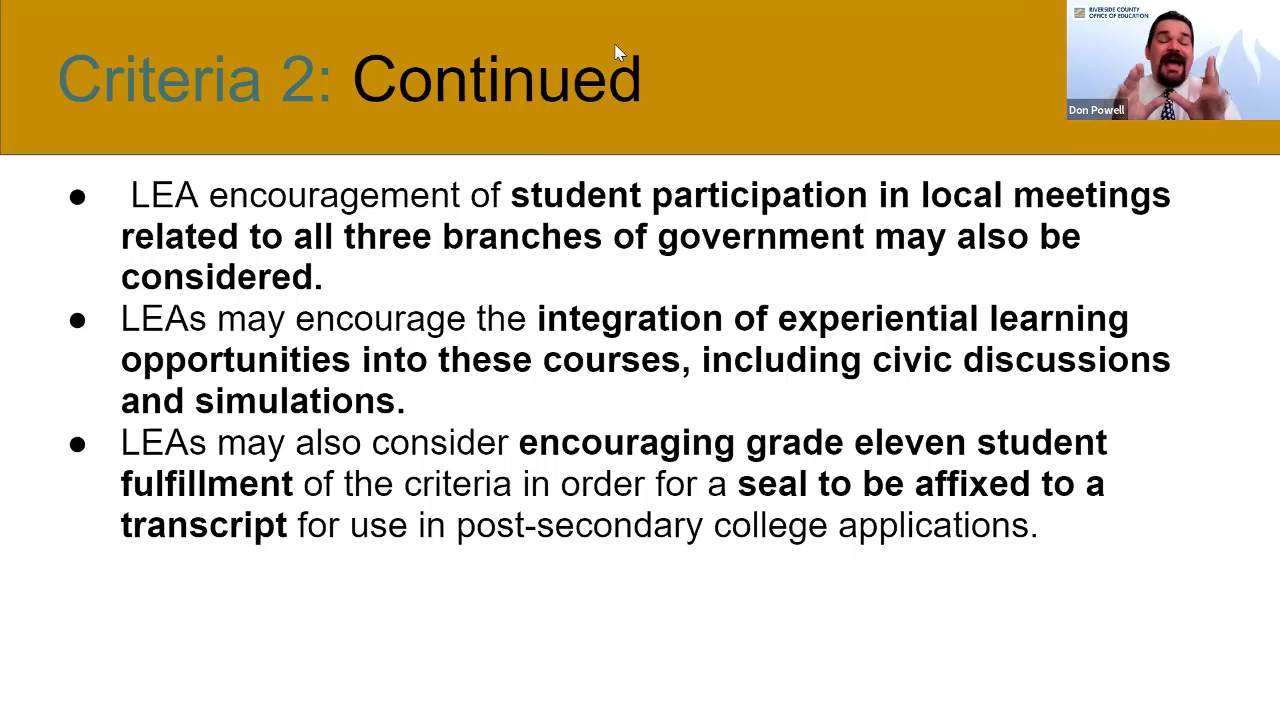 Criteria 2: Continued
RIVERSIDE COUNTY
OFFICE OF EDUCATION
Don Powell
● LEA encouragement of student participation in local meetings
related to all three branches of government may also be
considered.
● LEAs may encourage the integration of experiential learning
opportunities into these courses, including civic discussions
and simulations.
● LEAs may also consider encouraging grade eleven student
fulfillment of the criteria in order for a seal to be affixed to a
transcript for use in post-secondary college applications.